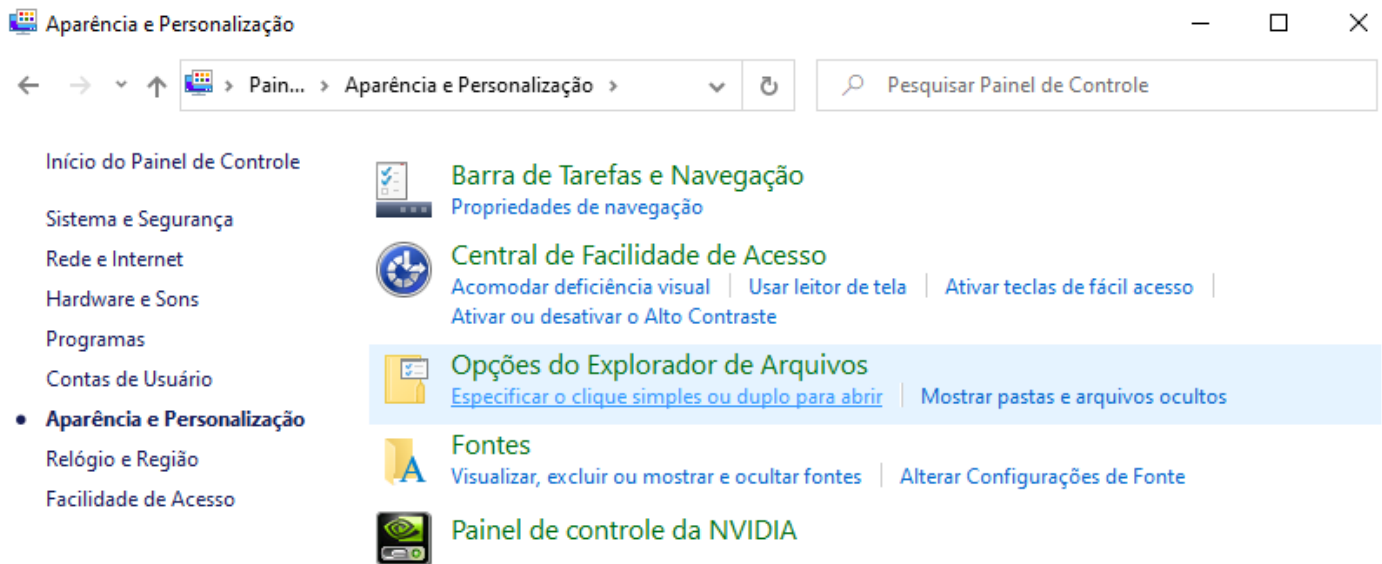 Aparência e Personalização
Pain... Aparência e Personalização
Pesquisar Painel de Controle
Início do Painel de Controle
Sistema e Segurança
Rede e Internet
Hardware e Sons
Programas
Contas de Usuário
Aparência e Personalização
Relógio e Região
Facilidade de Acesso
Barra de Tarefas e Navegação
Propriedades de navegação
Central de Facilidade de Acesso
Acomodar deficiência visual Usar leitor de tela Ativar teclas de fácil acesso
Ativar ou desativar o Alto Contraste
Opções do Explorador de Arquivos
Especificar o clique simples ou duplo para abrir Mostrar pastas e arquivos ocultos
Fontes
Visualizar, excluir ou mostrar e ocultar fontes Alterar Configurações de Fonte
Painel de controle da NVIDIA